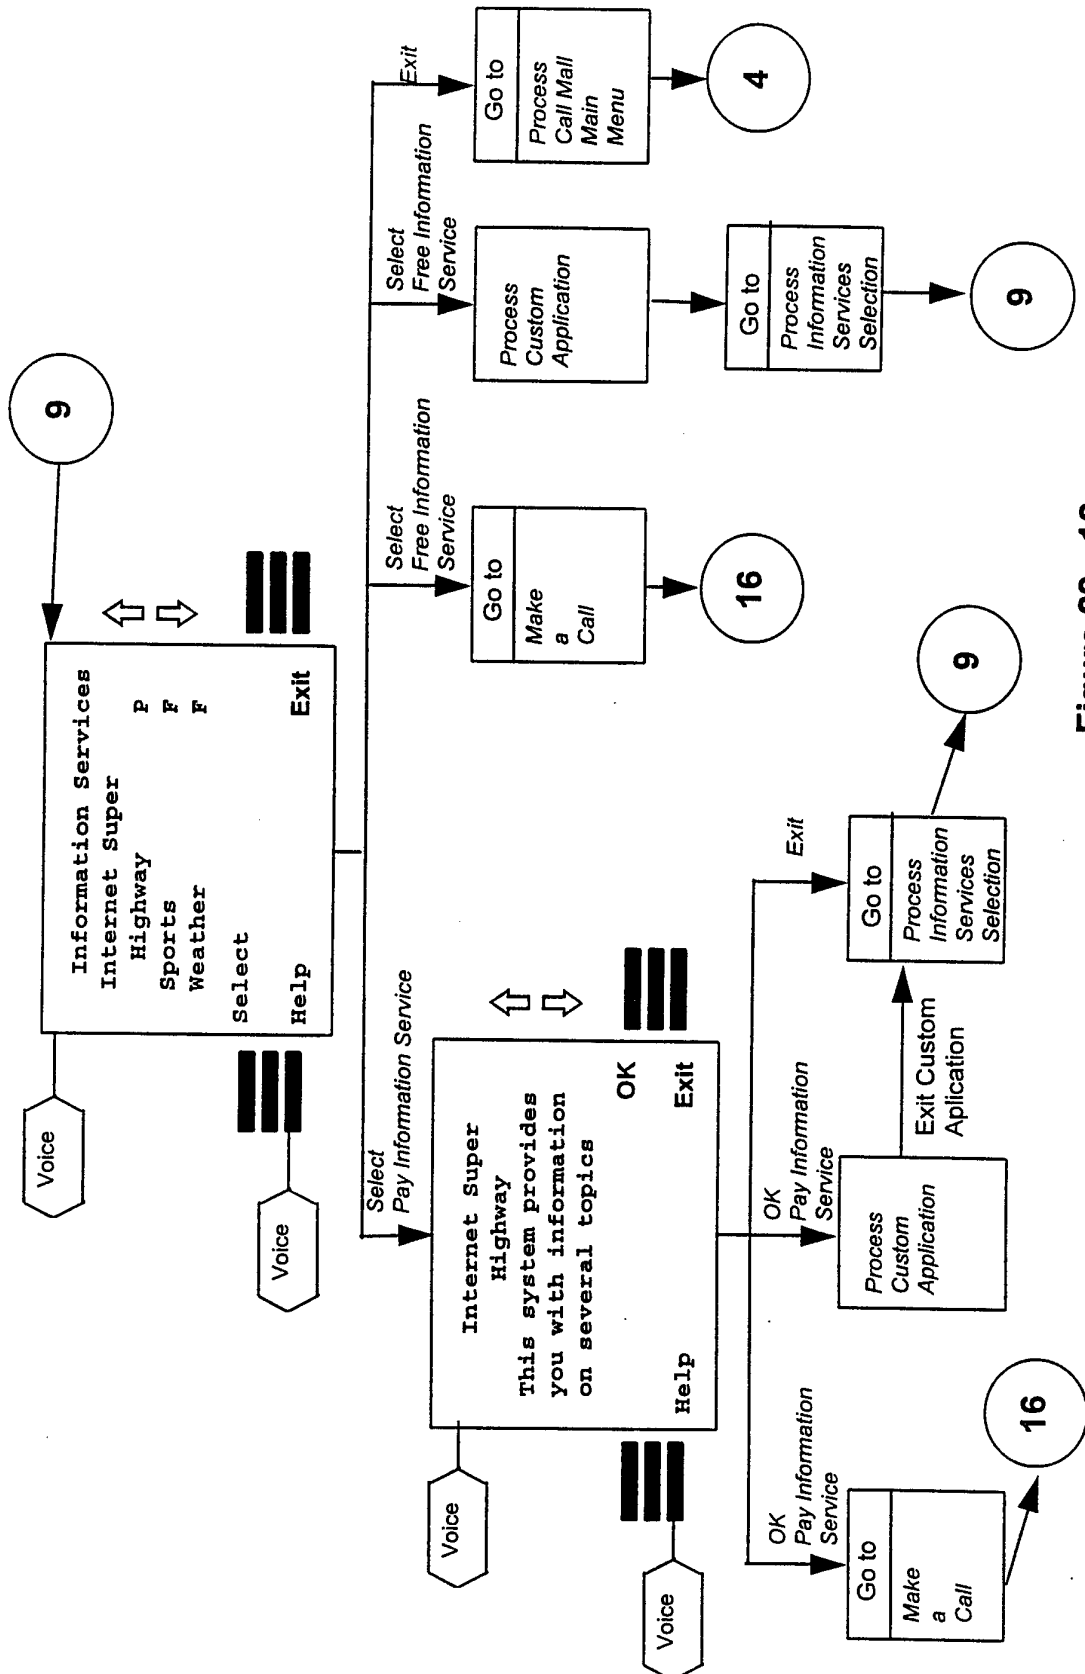 9
Voice
Information Services
Internet Super
Highway P
Sports F
Weather F
Select
Help Exit
Voice
Select
Pay Information Service
Select
Free Information
Service
Select
Free Information
Service
Exit
Go to
Make
a
Call
16
Process
Custom
Application
Go to
Process
Information
Services
Selection
9
Go to
Process
Call Mall
Main
Menu
4
Voice
Internet Super
Highway
This system provides
you with information
on several topics
OK
Help Exit
Voice
OK
Pay Information
Service
OK
Pay Information
Service
Exit
Go to
Make
a
Call
16
Process
Custom
Application
Exit Custom
Aplication
Go to
Process
Information
Services
Selection
9